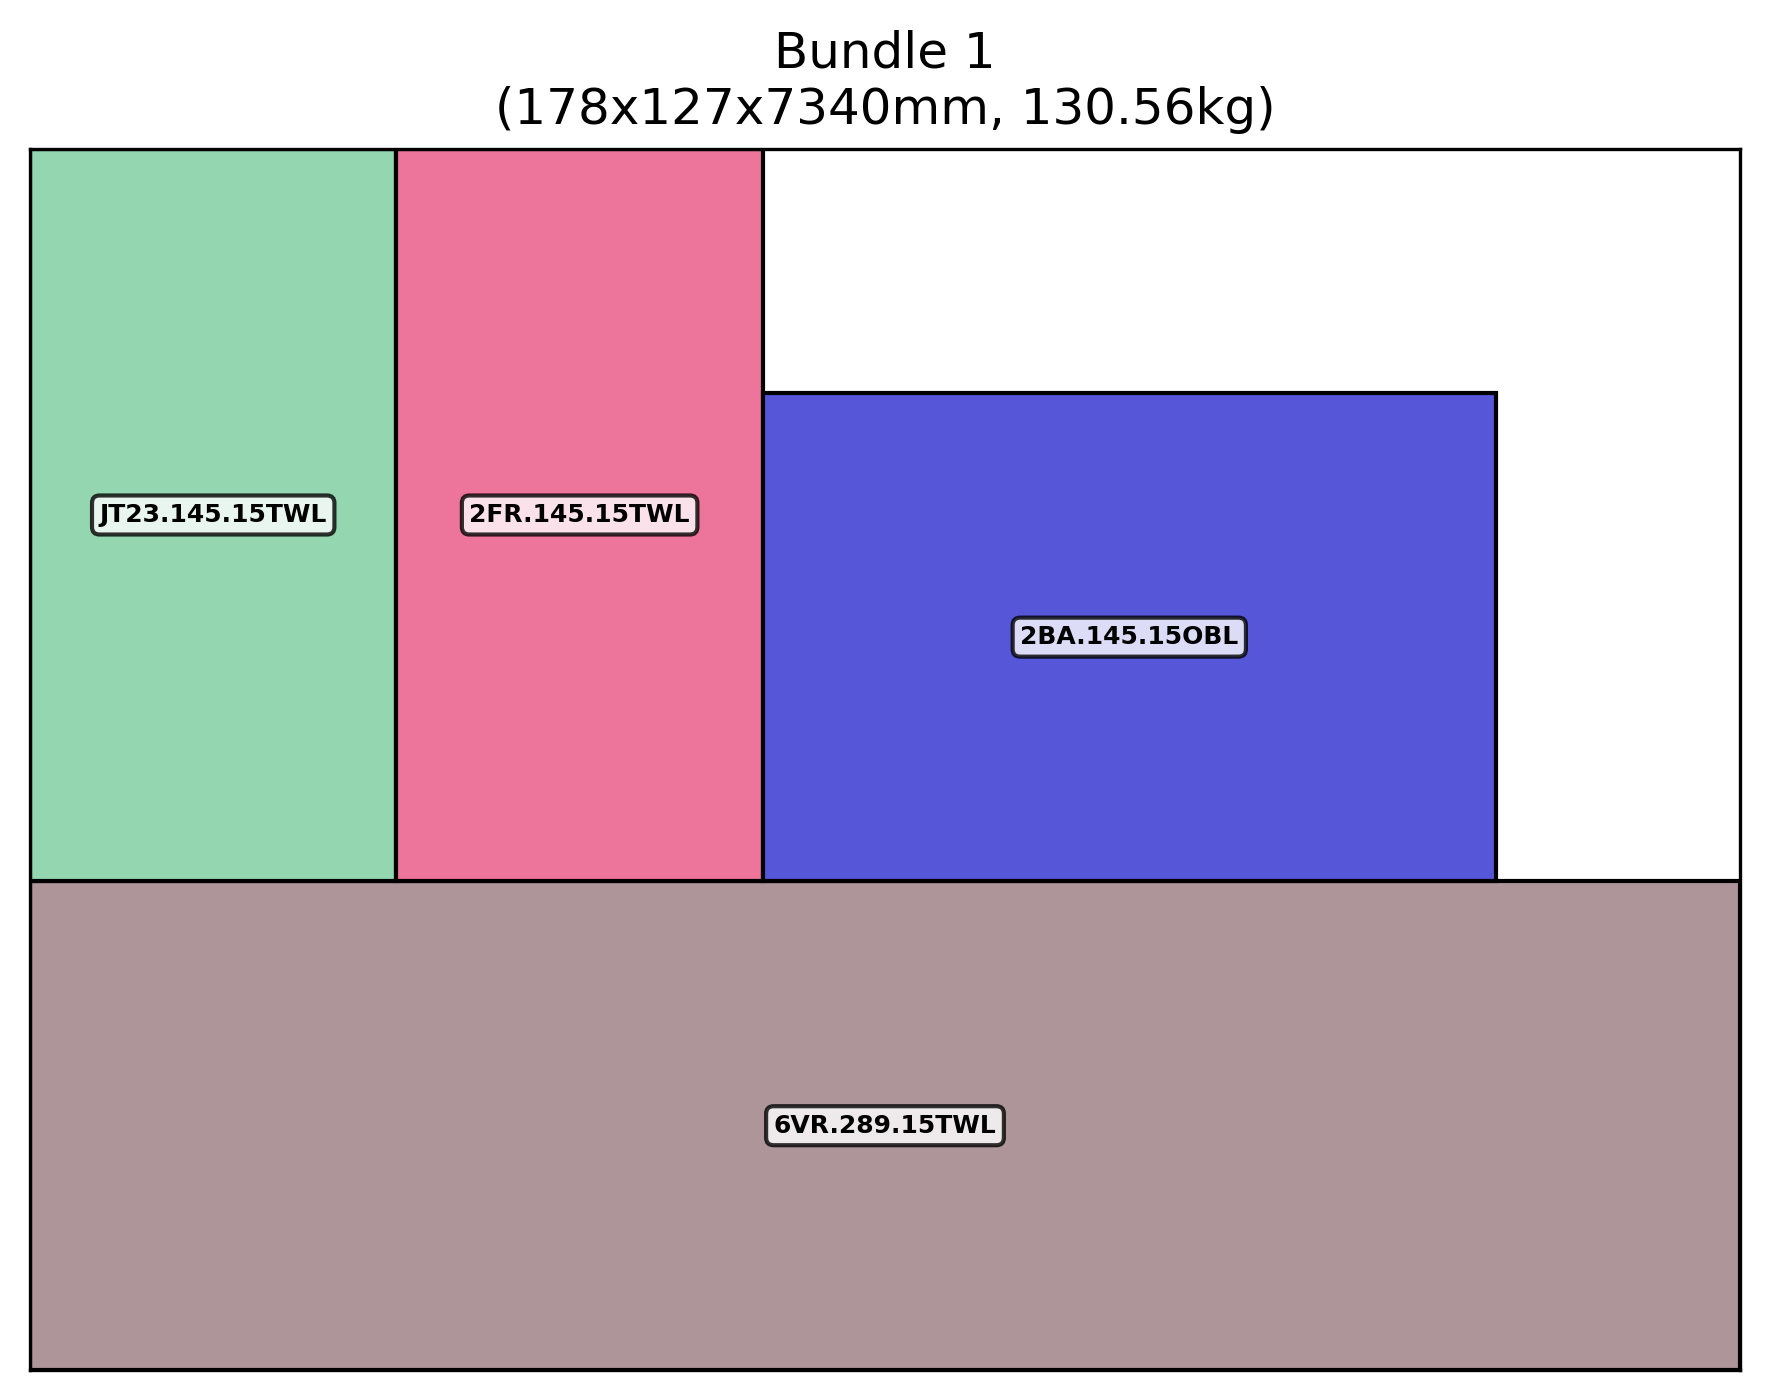 Bundle 1
(178x127x7340mm, 130.56kg)
JT23.145.15TWL
2FR.145.15TWL
2BA.145.15OBL
6VR.289.15TWL